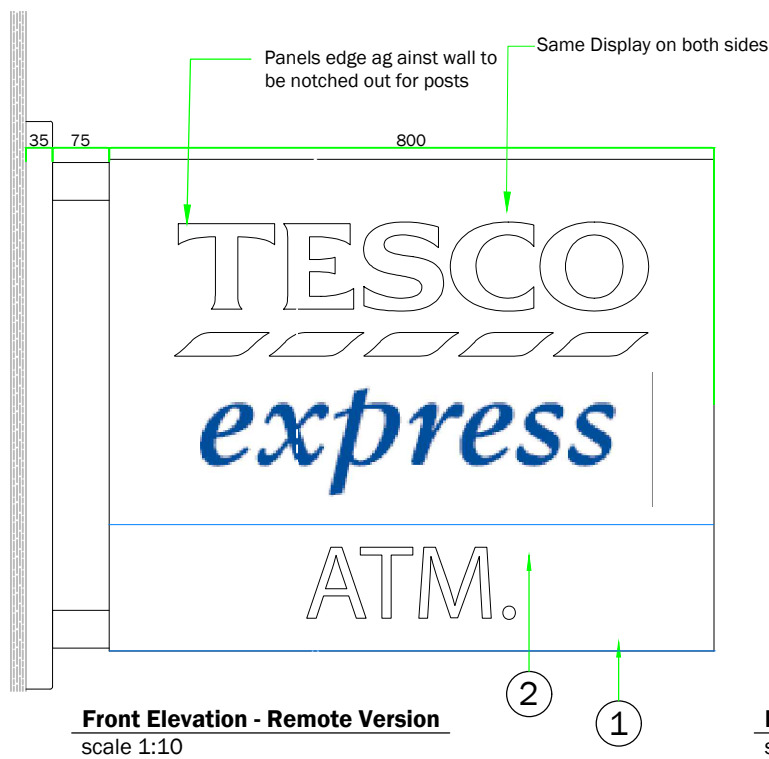 Panels edge ag ainst wall to
be notched out for posts
Same Display on both sides
35 75 800
TESCO
express
ATM.
2
1
Front Elevation - Remote Version
scale 1:10